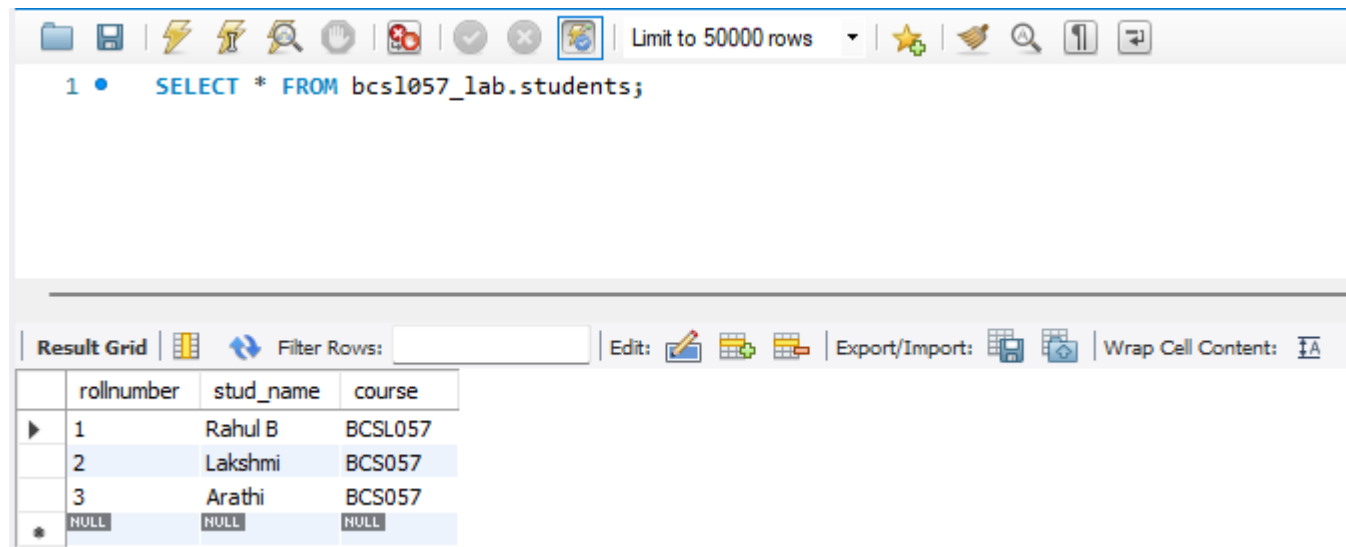 Limit to 50000 rows
1 SELECT * FROM bcsl057_lab.students;
Result Grid Filter Rows: Edit: Export/Import: Wrap Cell Content:
rollnumber stud_name course
1 Rahul B BCSL057
2 Lakshmi BCS057
3 Arathi BCS057
NULL NULL NULL